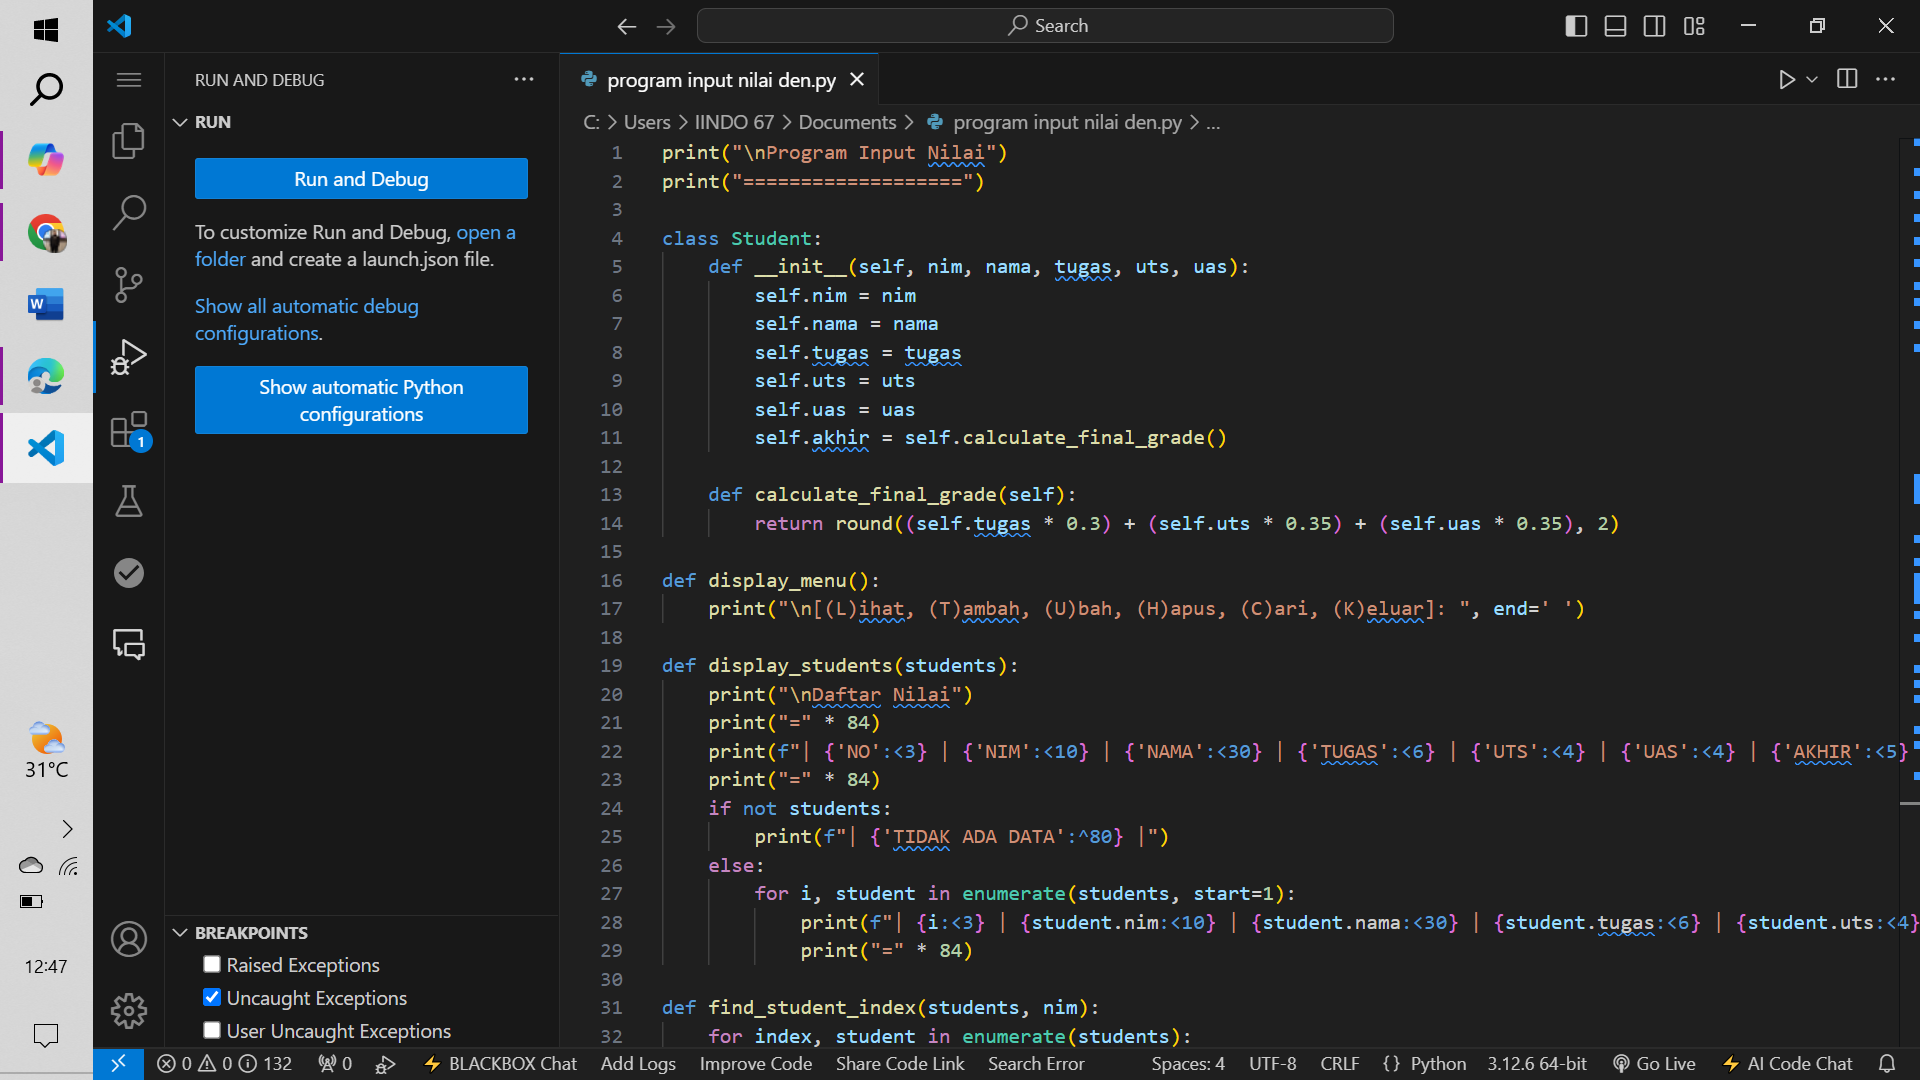 Search
RUN AND DEBUG
RUN
Run and Debug
To customize Run and Debug, open a
folder and create a launch.json file.
Show all automatic debug
configurations.
Show automatic Python
configurations
1
31°C
12:47
BREAKPOINTS
Raised Exceptions
Uncaught Exceptions
User Uncaught Exceptions
program input nilai den.py
C: > Users > IINDO 67 > Documents > program input nilai den.py > ...
1 print("\nProgram Input Nilai")
2 print("===================")
3
4 class Student:
5     def __init__(self, nim, nama, tugas, uts, uas):
6         self.nim = nim
7         self.nama = nama
8         self.tugas = tugas
9         self.uts = uts
10         self.uas = uas
11         self.akhir = self.calculate_final_grade()
12
13     def calculate_final_grade(self):
14         return round((self.tugas * 0.3) + (self.uts * 0.35) + (self.uas * 0.35), 2)
15
16 def display_menu():
17     print("\n[(L)ihat, (T)ambah, (U)bah, (H)apus, (C)ari, (K)eluar]: ", end=' ')
18
19 def display_students(students):
20     print("\nDaftar Nilai")
21     print("=" * 84)
22     print(f"| {'NO':<3} | {'NIM':<10} | {'NAMA':<30} | {'TUGAS':<6} | {'UTS':<4} | {'UAS':<4} | {'AKHIR':<5}
23     print("=" * 84)
24     if not students:
25         print(f"| {'TIDAK ADA DATA':^80} |")
26     else:
27         for i, student in enumerate(students, start=1):
28             print(f"| {i:<3} | {student.nim:<10} | {student.nama:<30} | {student.tugas:<6} | {student.uts:<4}
29             print("=" * 84)
30
31 def find_student_index(students, nim):
32     for index, student in enumerate(students):
0 0 132 0 BLACKBOX Chat Add Logs Improve Code Share Code Link Search Error Spaces: 4 UTF-8 CRLF {} Python 3.12.6 64-bit Go Live AI Code Chat